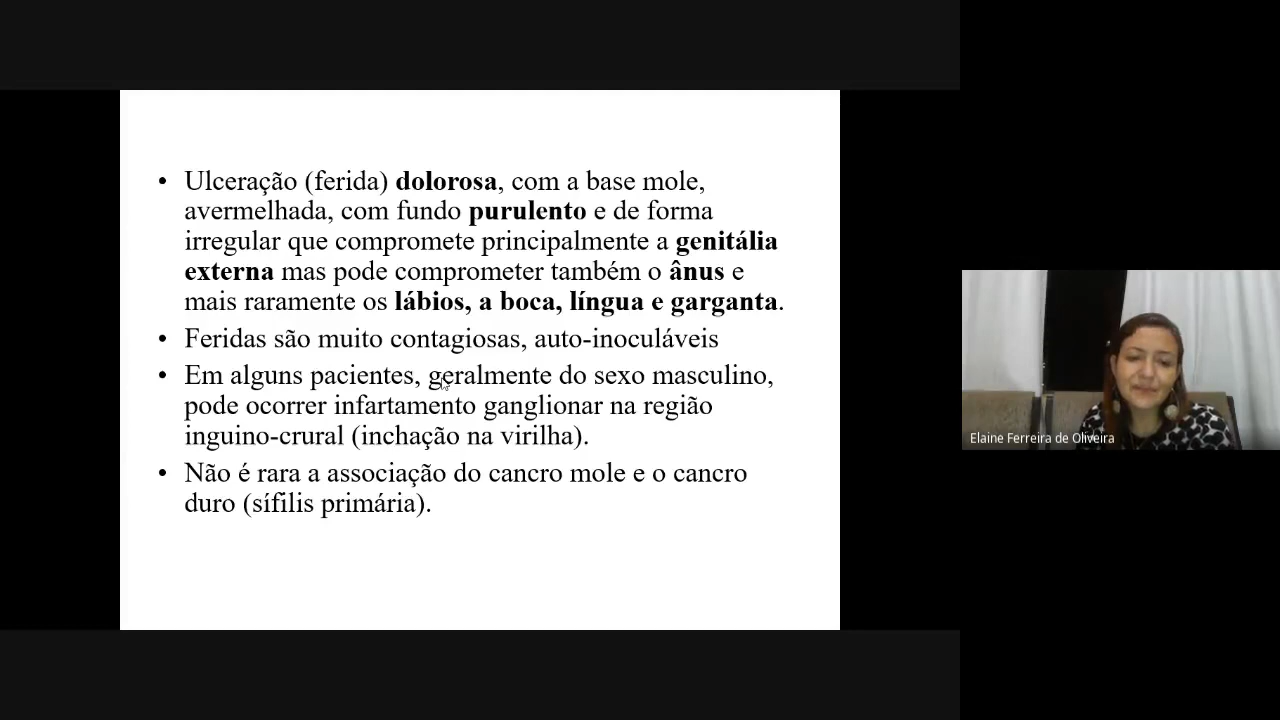 • Ulceração (ferida) dolorosa, com a base mole,
avermelhada, com fundo purulento e de forma
irregular que compromete principalmente a genitália
externa mas pode comprometer também o ânus e
mais raramente os lábios, a boca, língua e garganta.
• Feridas são muito contagiosas, auto-inoculáveis
• Em alguns pacientes, geralmente do sexo masculino,
pode ocorrer infartamento ganglionar na região
inguino-crural (inchação na virilha).
• Não é rara a associação do cancro mole e o cancro
duro (sífilis primária).
Elaine Ferreira de Oliveira